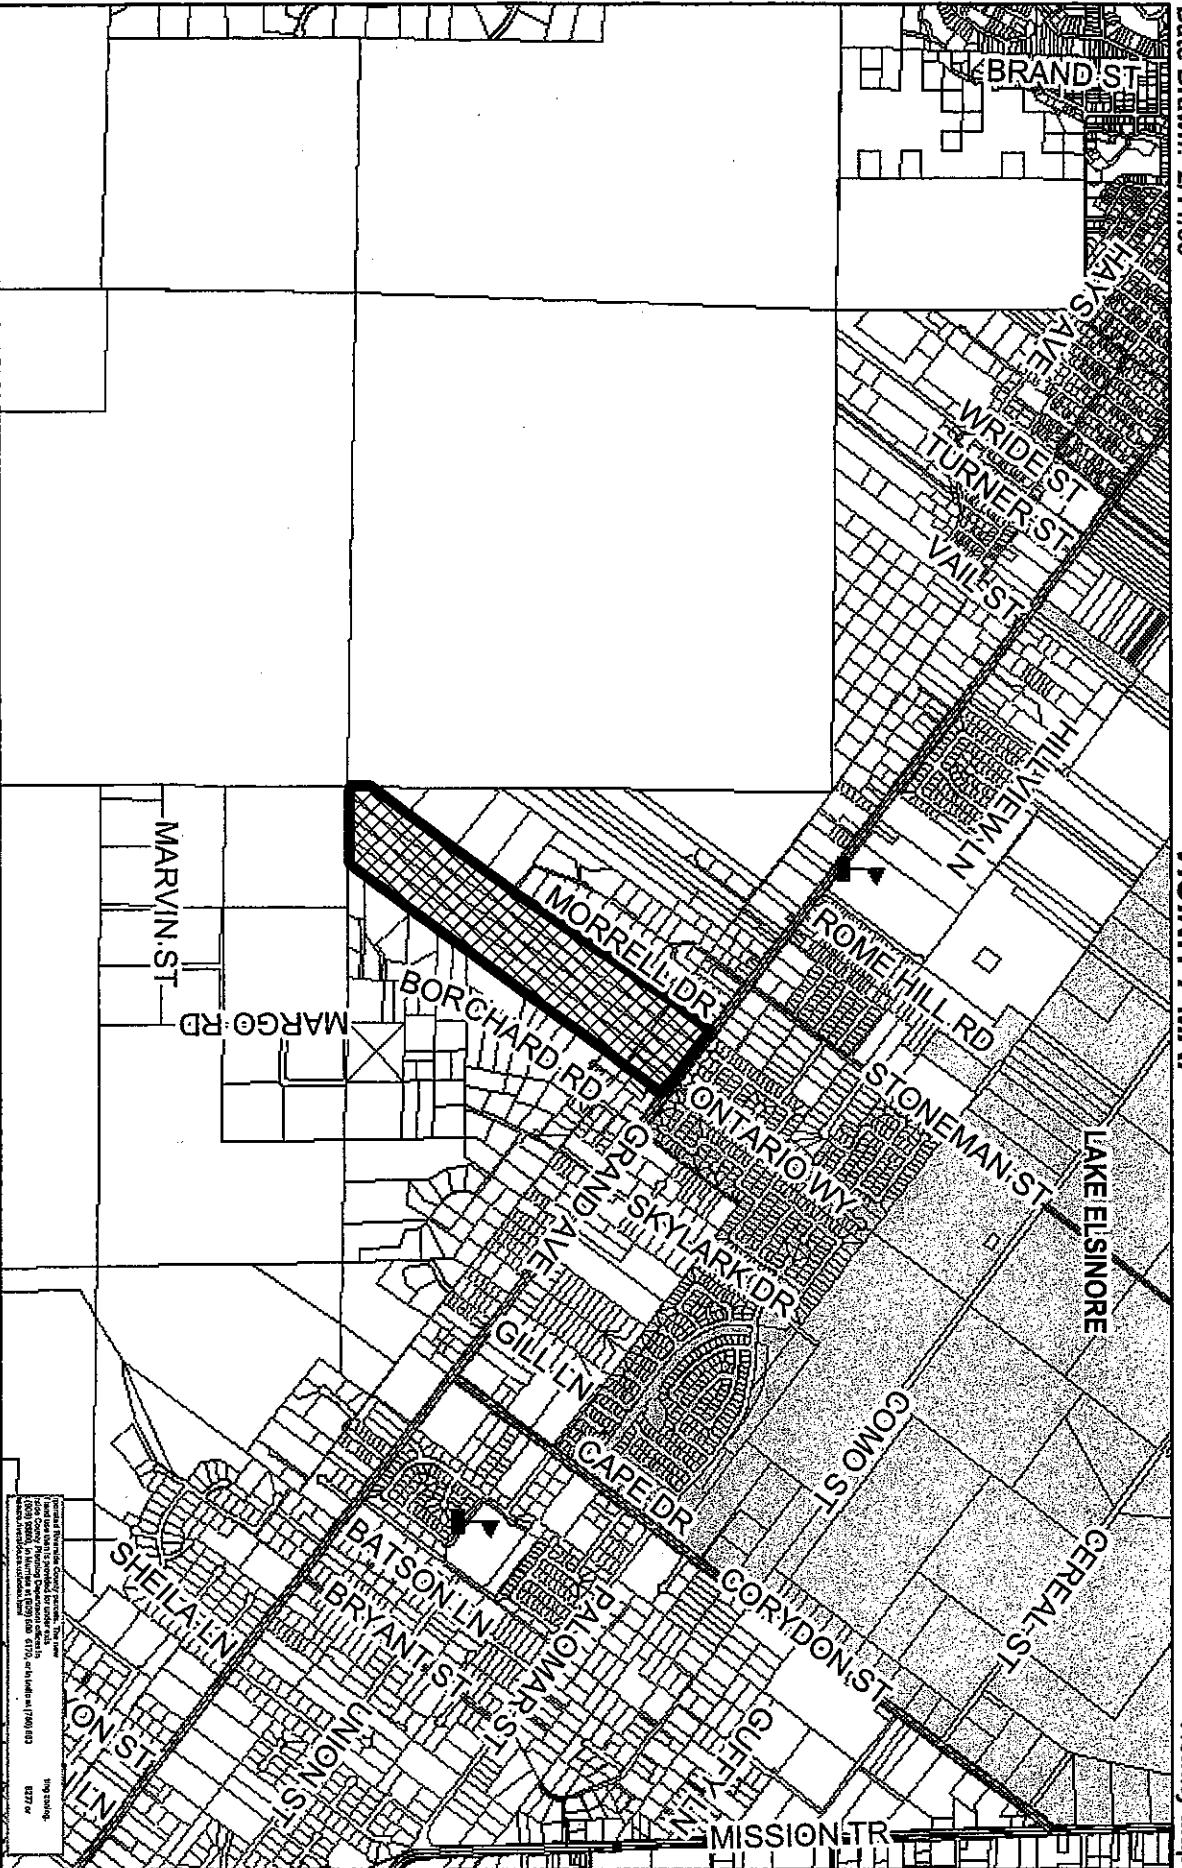 BRAND ST
HAYS AVE
WRIDE ST
TURNER ST
VAIL ST
HILLVIEW LN
ROME HILL RD
MORRELL DR
STONEMAN ST
LAKE ELSINORE
MARVIN ST
MARGO RD
BORCHARD RD
ONTARIO WY
GRAND AVE
SKYLARK DR
GILL LN
COMO ST
CEREAL ST
CAPE DR
CORYDON ST
BATSON LN
BRYANT ST
PALOMAR ST
SHEILA LN
UNION ST
GUFFY LN
ON ST
LN
MISSION TR